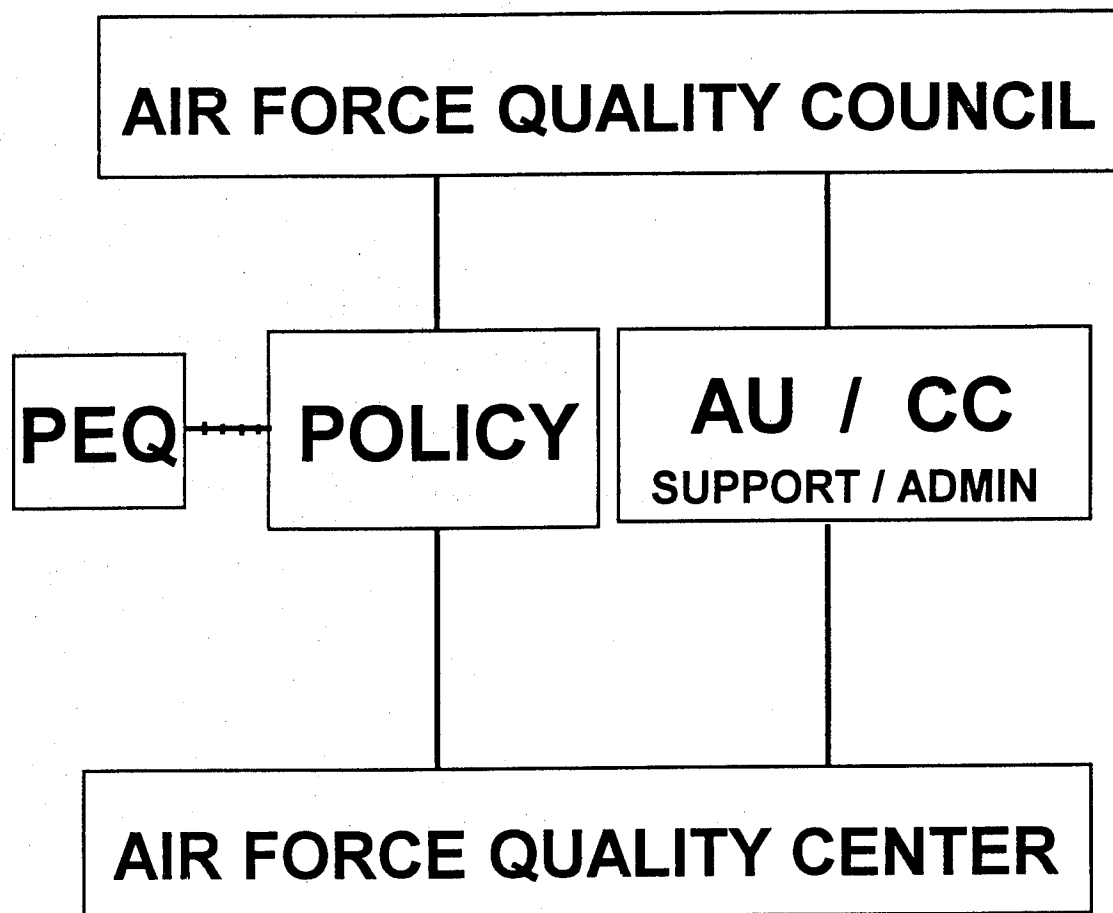 AIR FORCE QUALITY COUNCIL
PEQ
POLICY
AU / CC
SUPPORT / ADMIN
AIR FORCE QUALITY CENTER